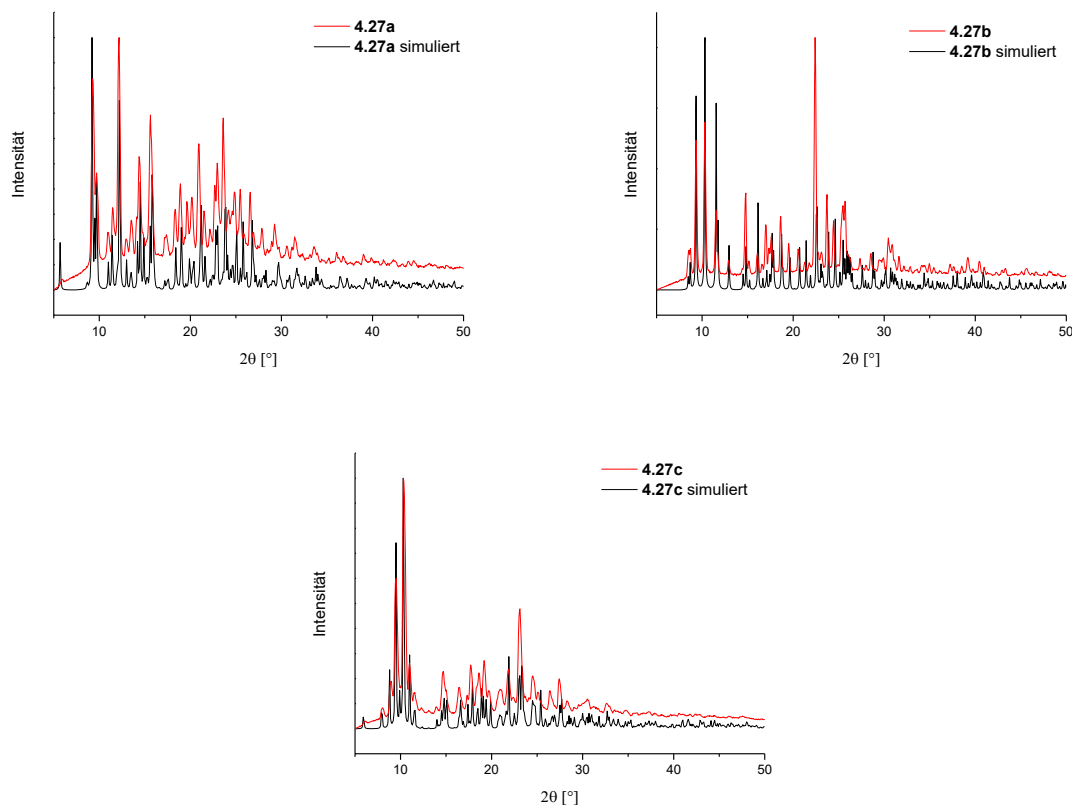 4.27a
4.27a simuliert
Intensität
10 20 30 40 50
2θ [°]
4.27b
4.27b simuliert
Intensität
10 20 30 40 50
2θ [°]
4.27c
4.27c simuliert
Intensität
10 20 30 40 50
2θ [°]